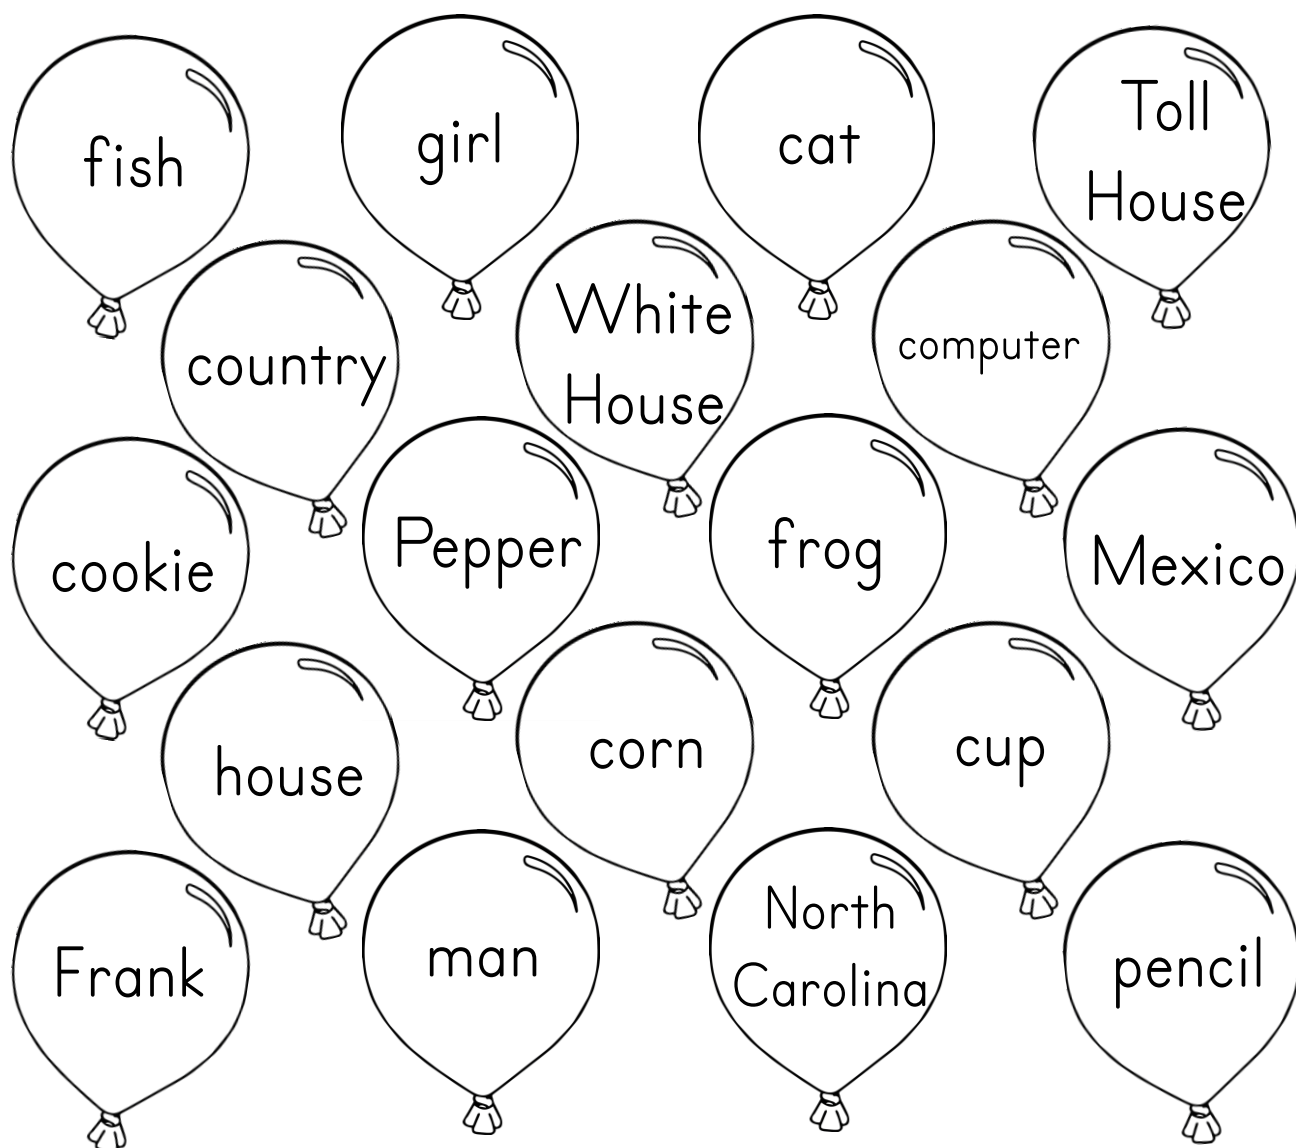 fish
girl
cat
Toll
House
country
White
House
computer
cookie
Pepper
frog
Mexico
house
corn
cup
Frank
man
North
Carolina
pencil